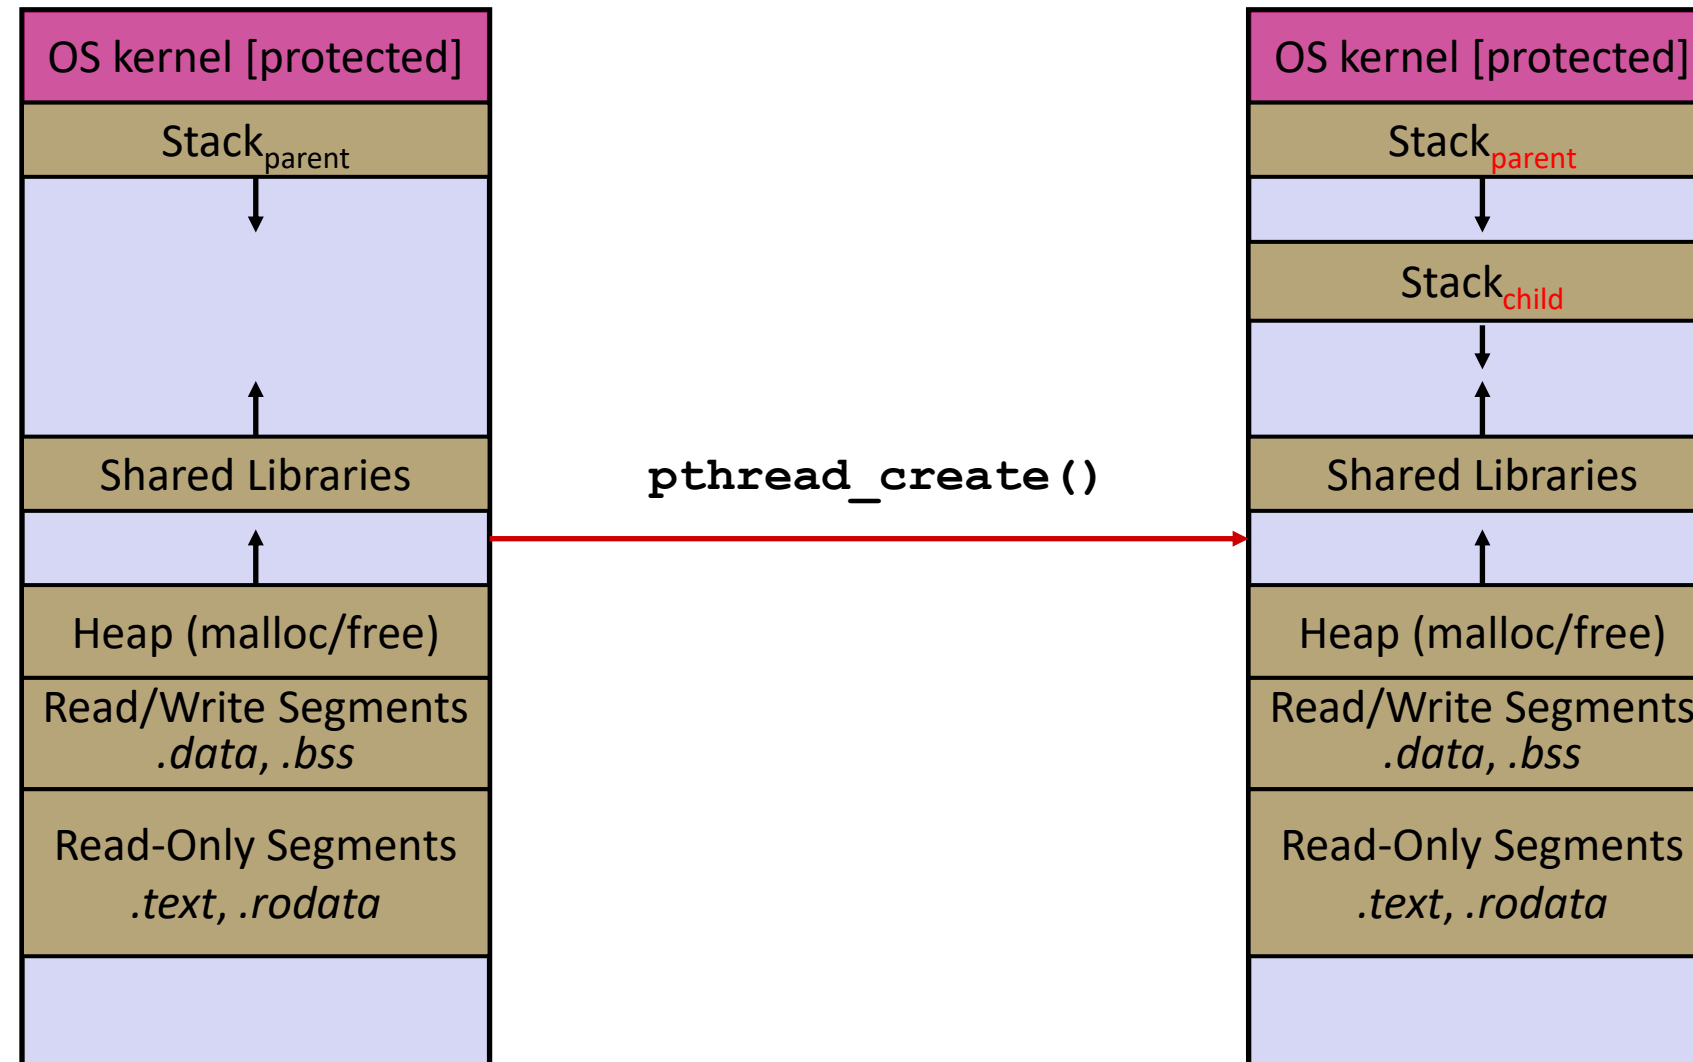 OS kernel [protected]
Stackparent
Shared Libraries
Heap (malloc/free)
Read/Write Segments
.data, .bss
Read-Only Segments
.text, .rodata
pthread_create()
OS kernel [protected]
Stackparent
Stackchild
Shared Libraries
Heap (malloc/free)
Read/Write Segments
.data, .bss
Read-Only Segments
.text, .rodata